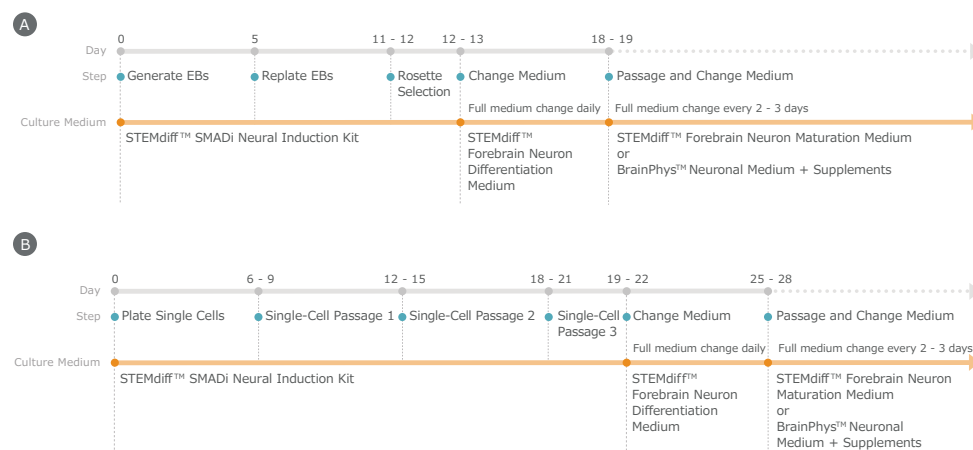 A
0 5 11 - 12 12 - 13 18 - 19
Day
Step Generate EBs Replate EBs Rosette Change Medium Passage and Change Medium
Selection
Full medium change daily Full medium change every 2 - 3 days
Culture Medium
STEMdiff™ SMADi Neural Induction Kit STEMdiff™ STEMdiff™ Forebrain Neuron Maturation Medium
Forebrain Neuron or
Differentiation BrainPhys™ Neuronal Medium + Supplements
Medium
B
0 6 - 9 12 - 15 18 - 21 19 - 22 25 - 28
Day
Step Plate Single Cells Single-Cell Passage 1 Single-Cell Passage 2 Single-Cell Change Medium Passage and Change Medium
Passage 3
Full medium change daily Full medium change every 2 - 3 days
Culture Medium
STEMdiff™ SMADi Neural Induction Kit STEMdiff™ STEMdiff™ Forebrain Neuron
Forebrain Neuron Maturation Medium
Differentiation or
Medium BrainPhys™ Neuronal
Medium + Supplements